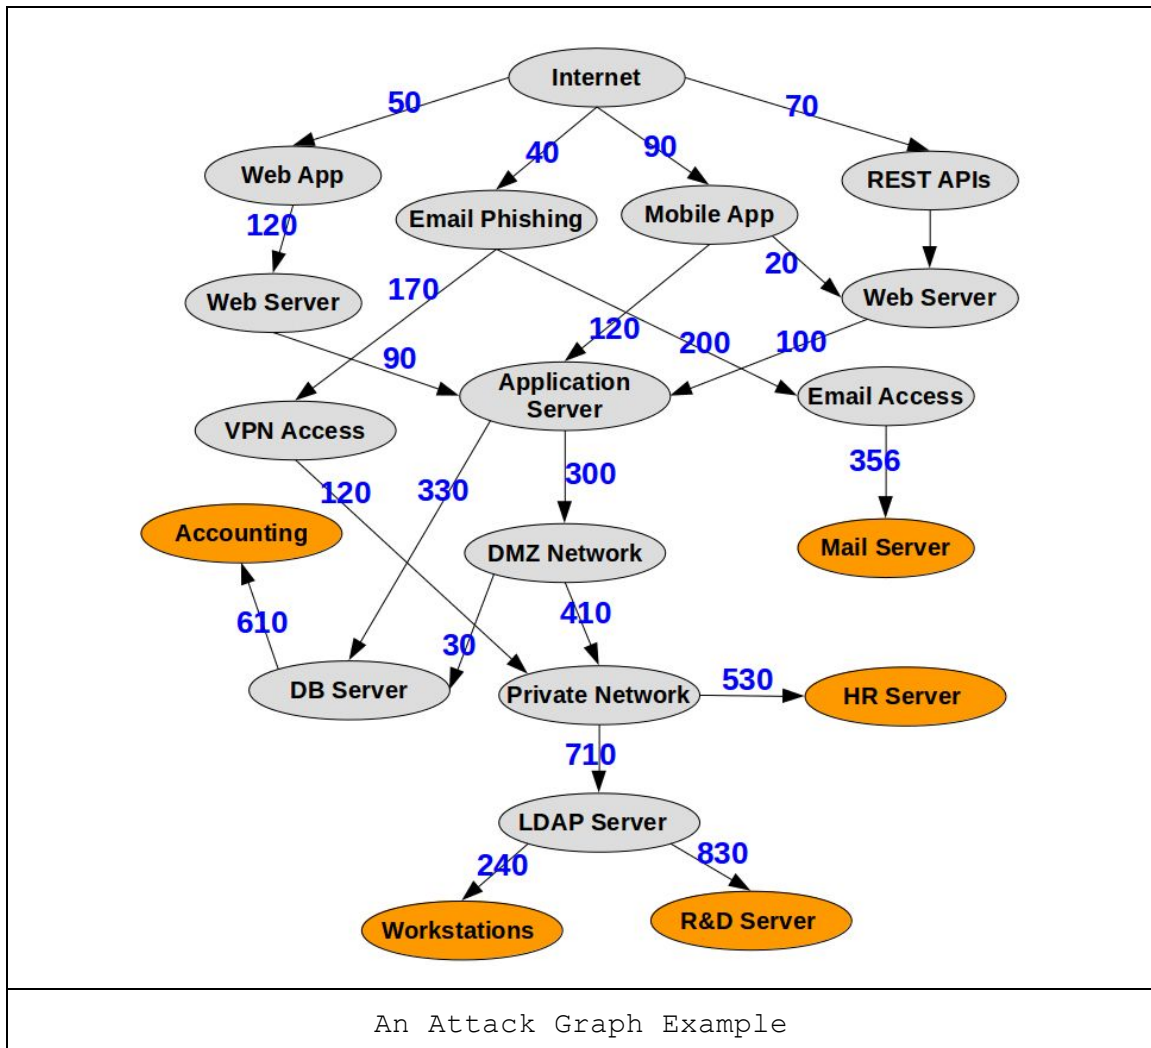 Internet
50
70
40
90
Web App
REST APIs
Email Phishing
Mobile App
120
20
170
Web Server
Web Server
120
200
100
90
Application
Server
Email Access
VPN Access
356
300
120
330
Accounting
Mail Server
DMZ Network
410
610
30
DB Server
Private Network
530
HR Server
710
LDAP Server
240
830
Workstations
R&D Server
An Attack Graph Example